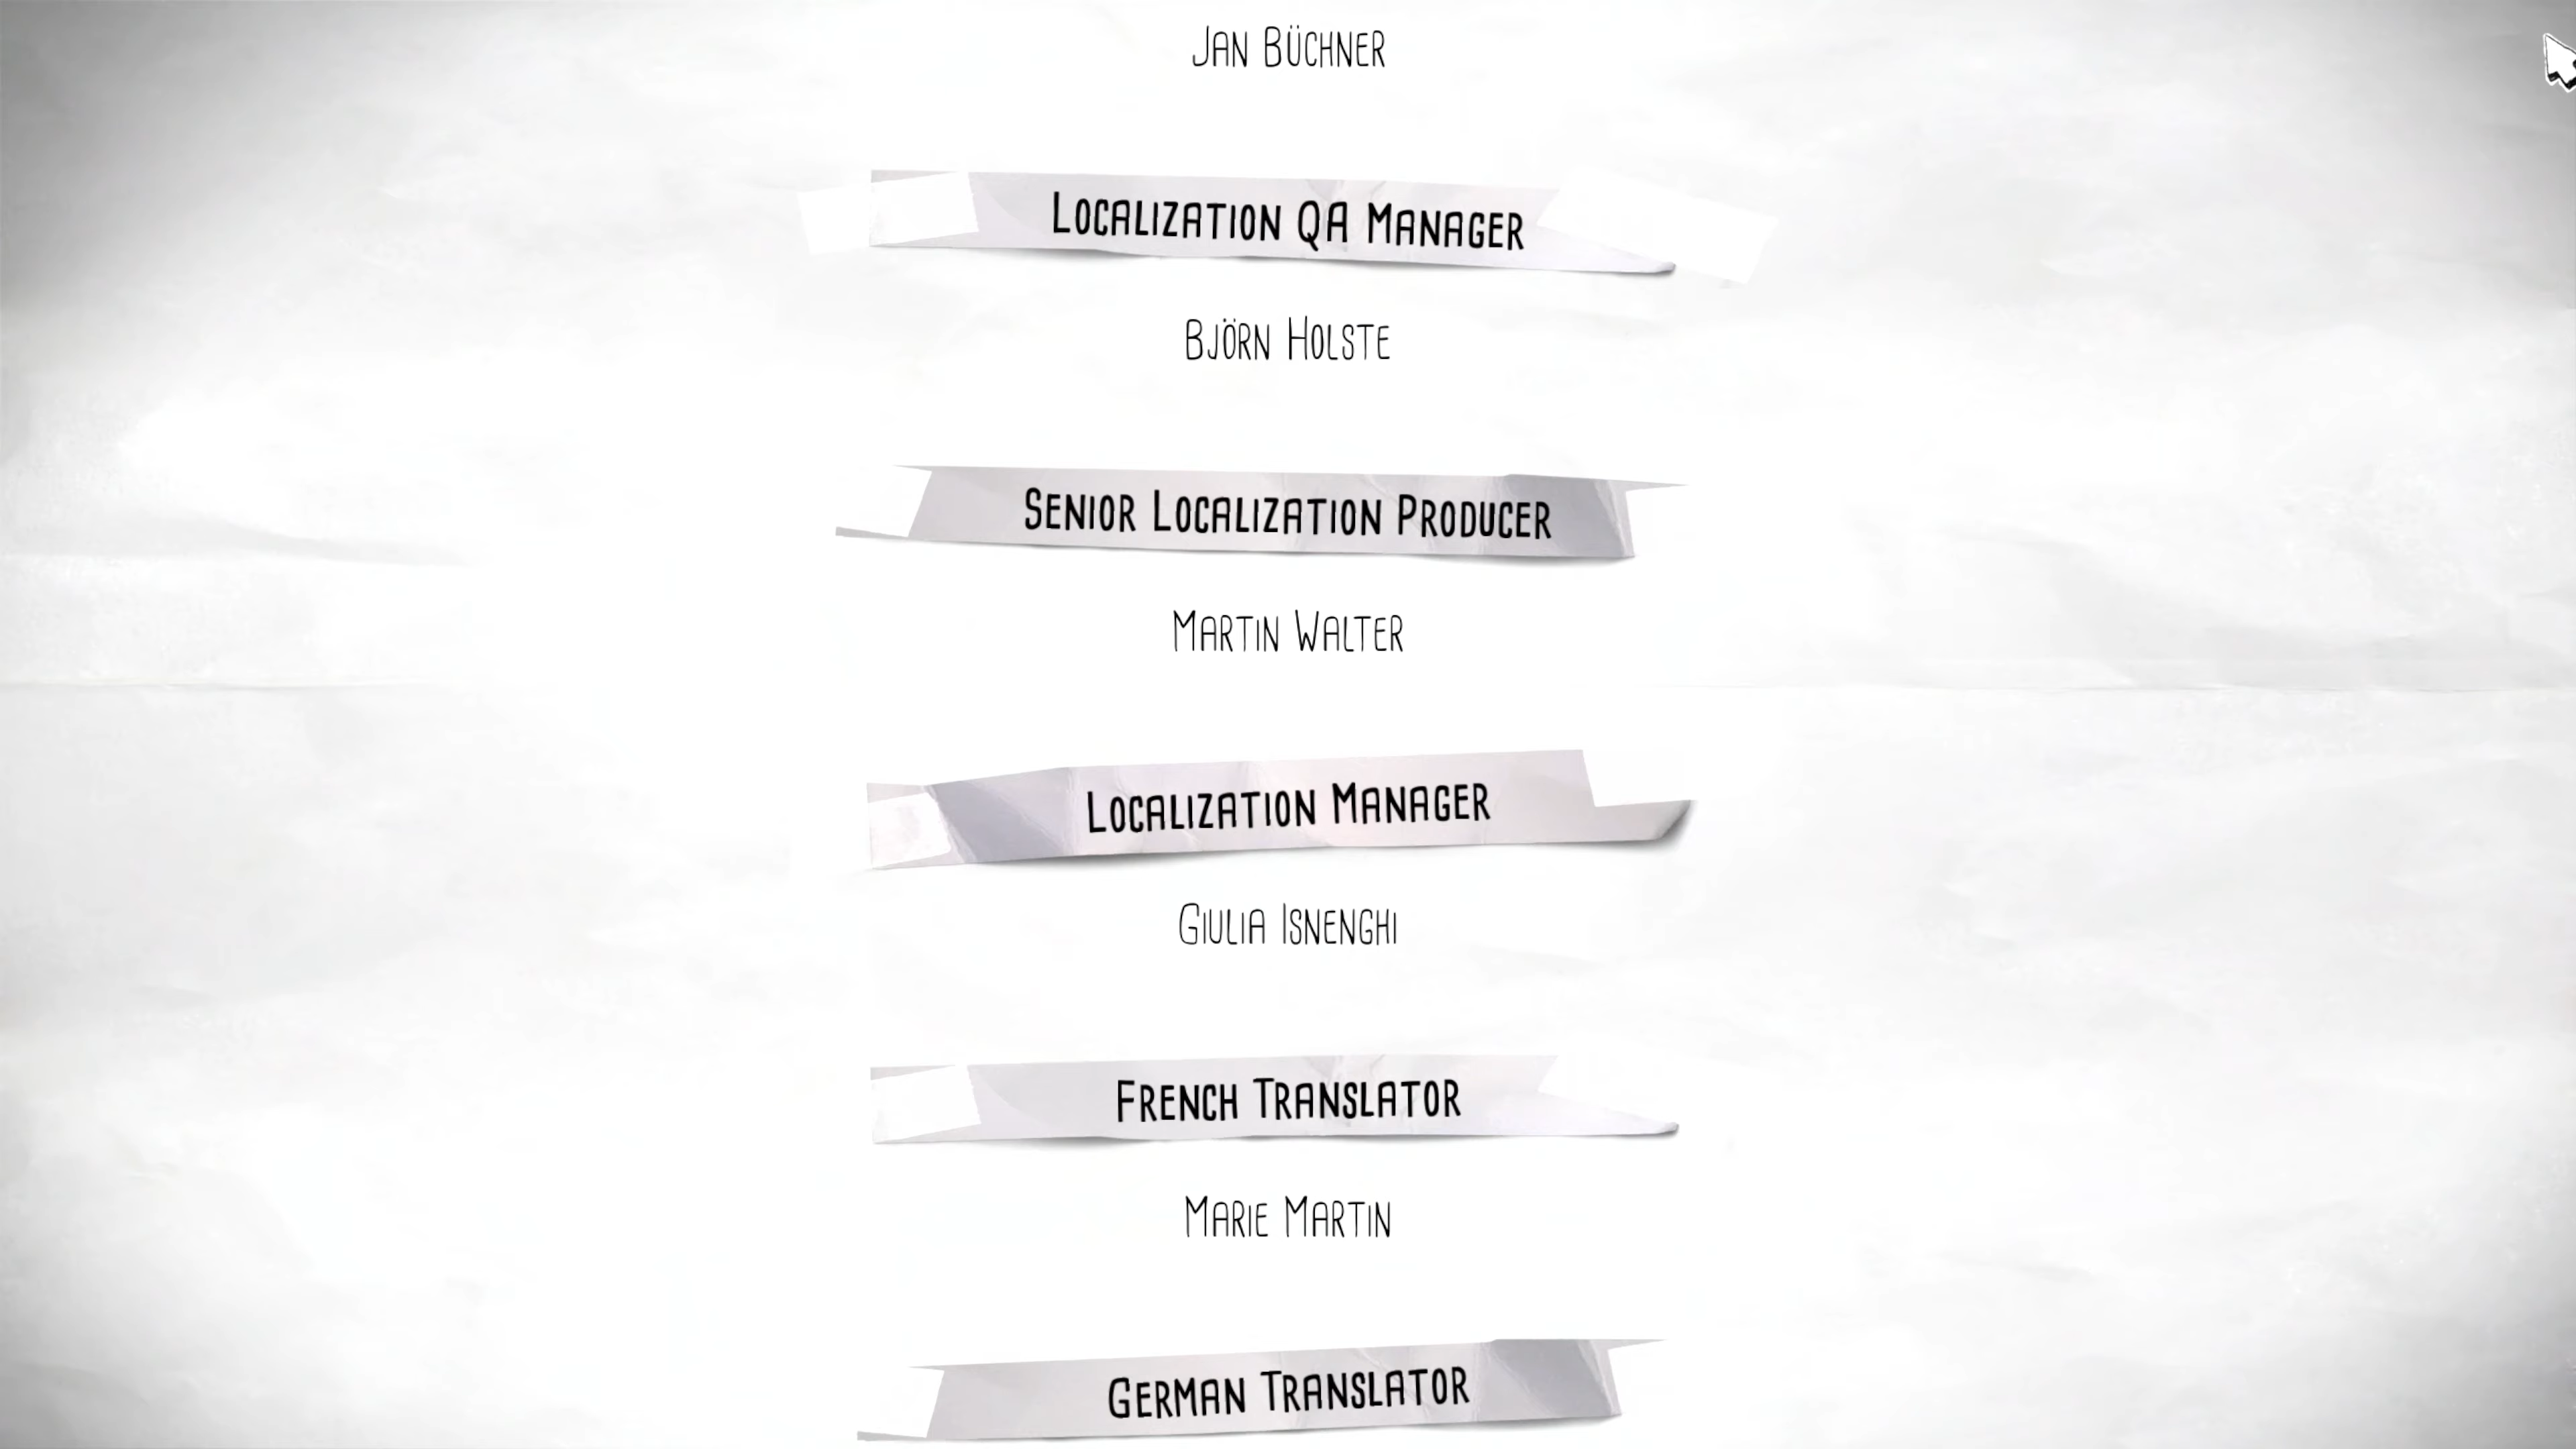 Jan Büchner
Localization QA Manager
Björn Holste
Senior Localization Producer
Martin Walter
Localization Manager
Giulia Isnenghi
French Translator
Marie Martin
German Translator